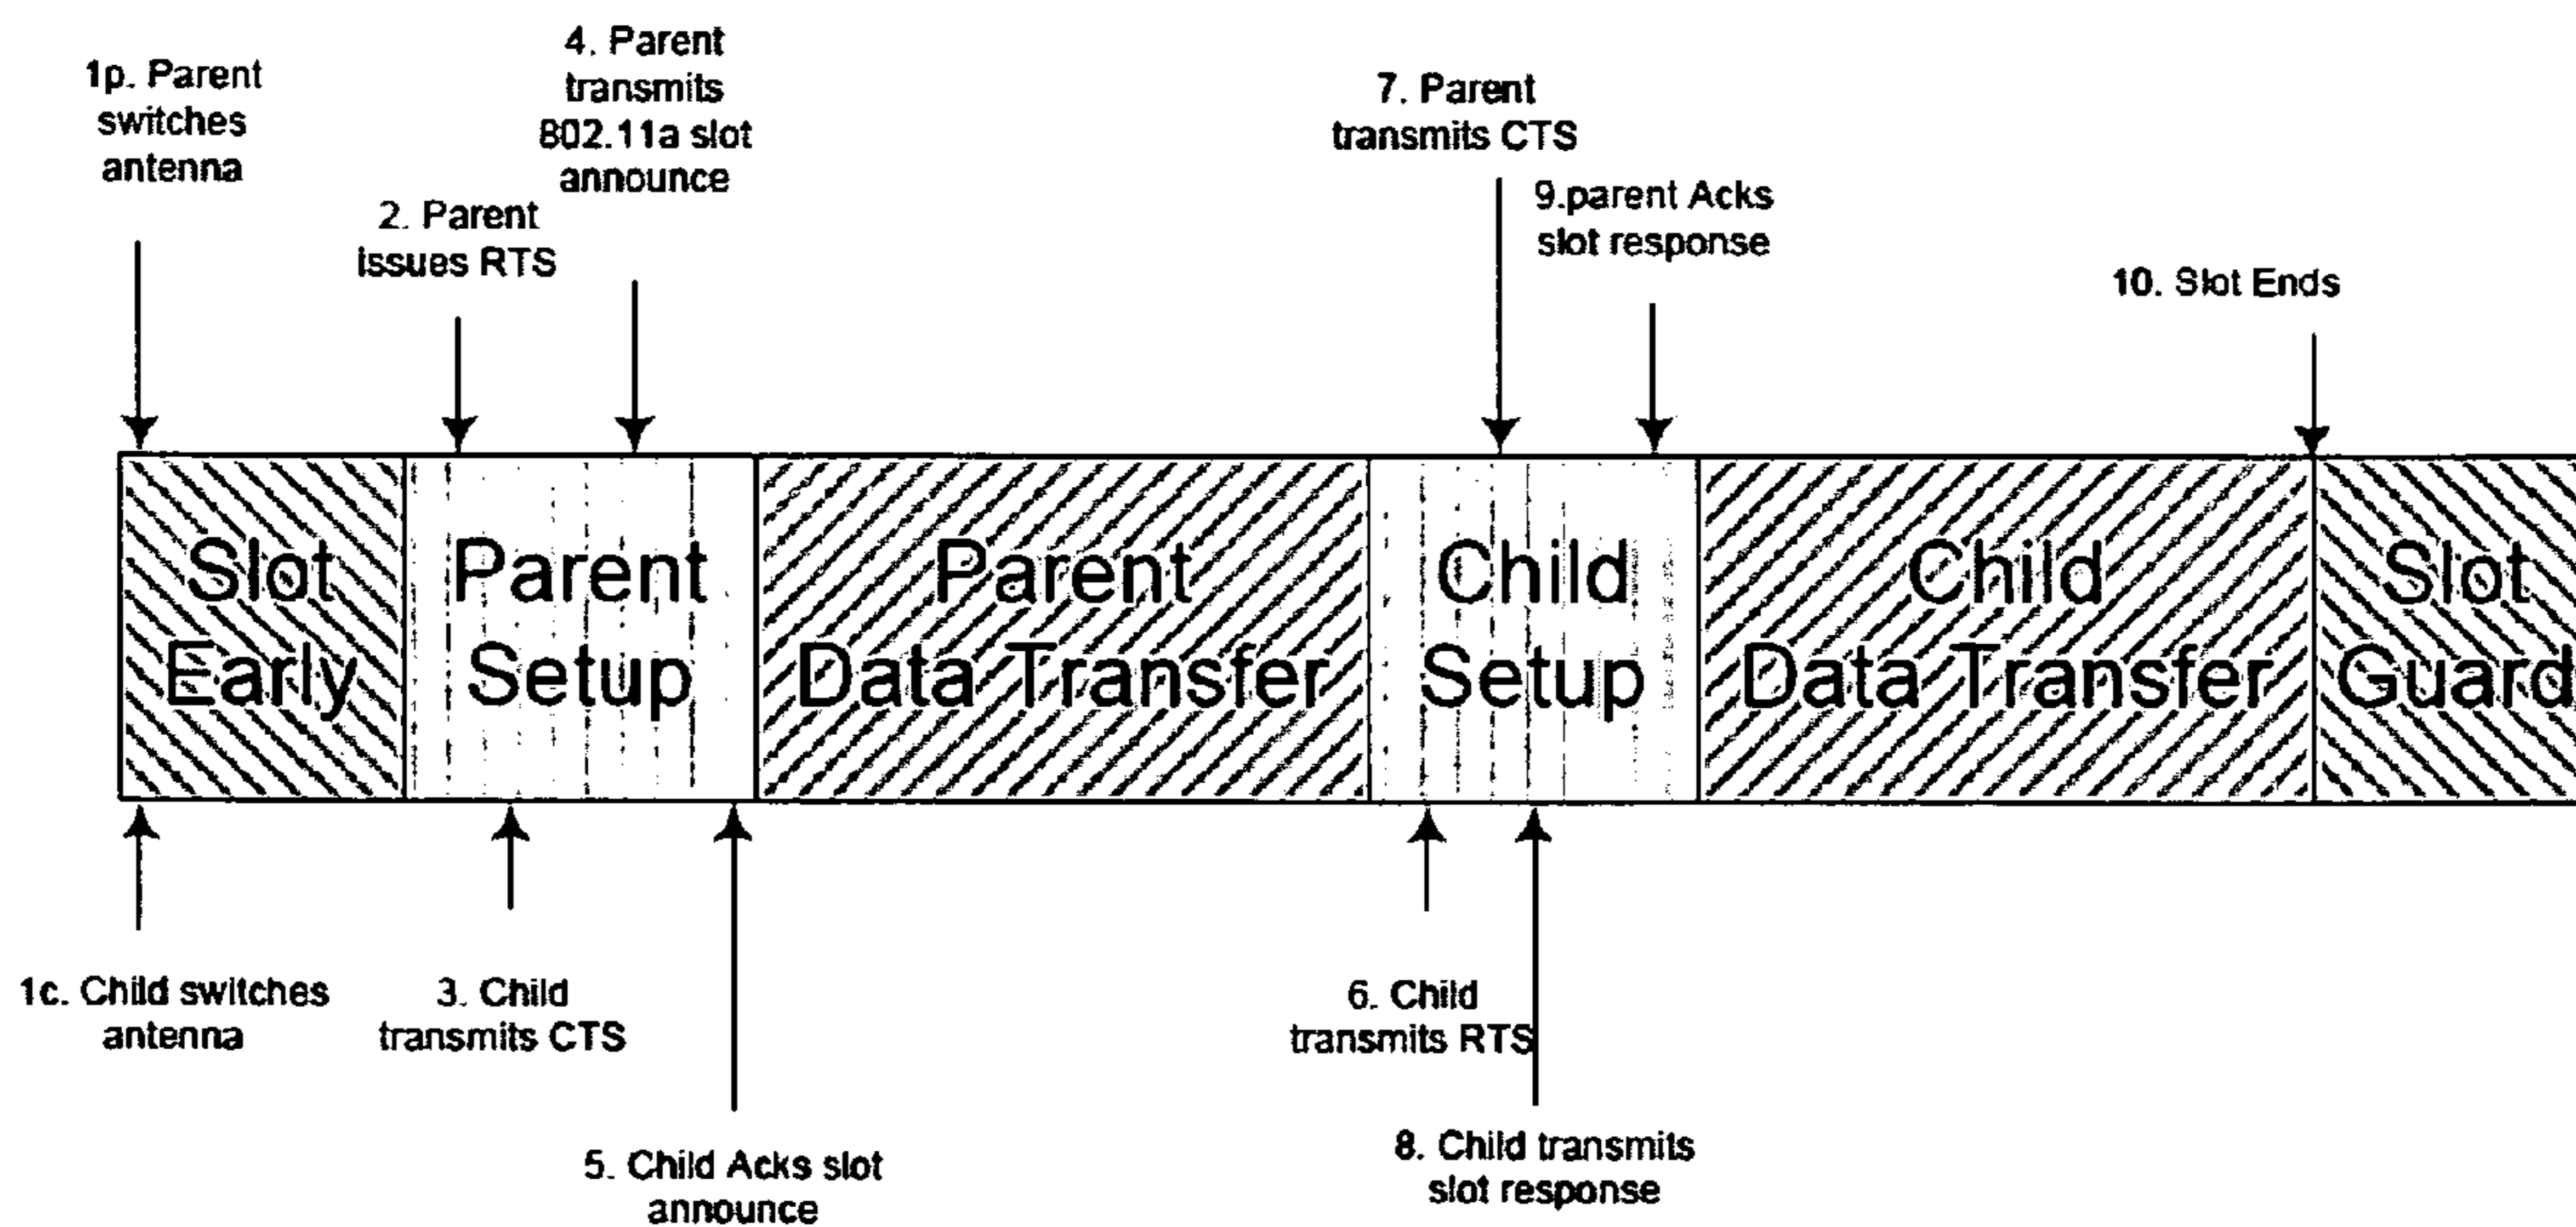 1p. Parent
switches
antenna
2. Parent
issues RTS
4. Parent
transmits
802.11a slot
announce
7. Parent
transmits CTS
9.parent Acks
slot response
10. Slot Ends
Slot
Early
Parent
Setup
Parent
Data Transfer
Child
Setup
Child
Data Transfer
Slot
Guard
1c. Child switches
antenna
3. Child
transmits CTS
5. Child Acks slot
announce
6. Child
transmits RTS
8. Child transmits
slot response